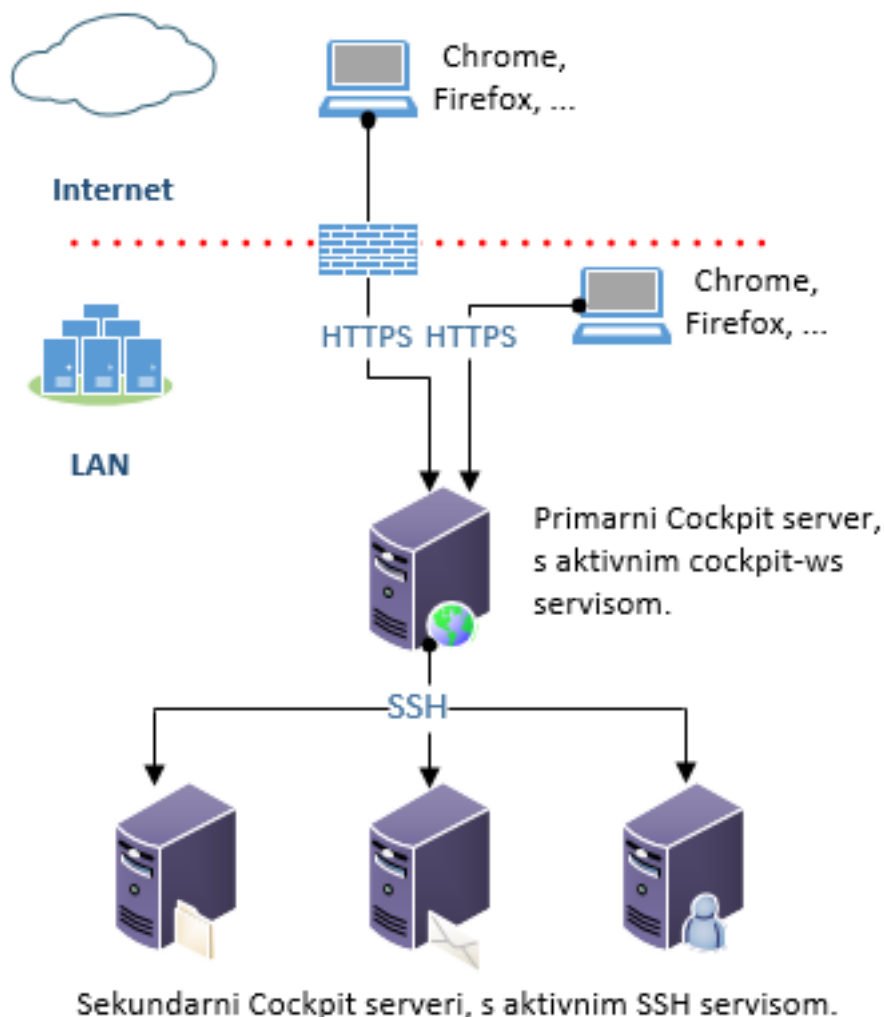 Chrome,
Firefox, ...
Internet
Chrome,
Firefox, ...
HTTPS HTTPS
LAN
Primarni Cockpit server,
s aktivnim cockpit-ws
servisom.
SSH
Sekundarni Cockpit serveri, s aktivnim SSH servisom.